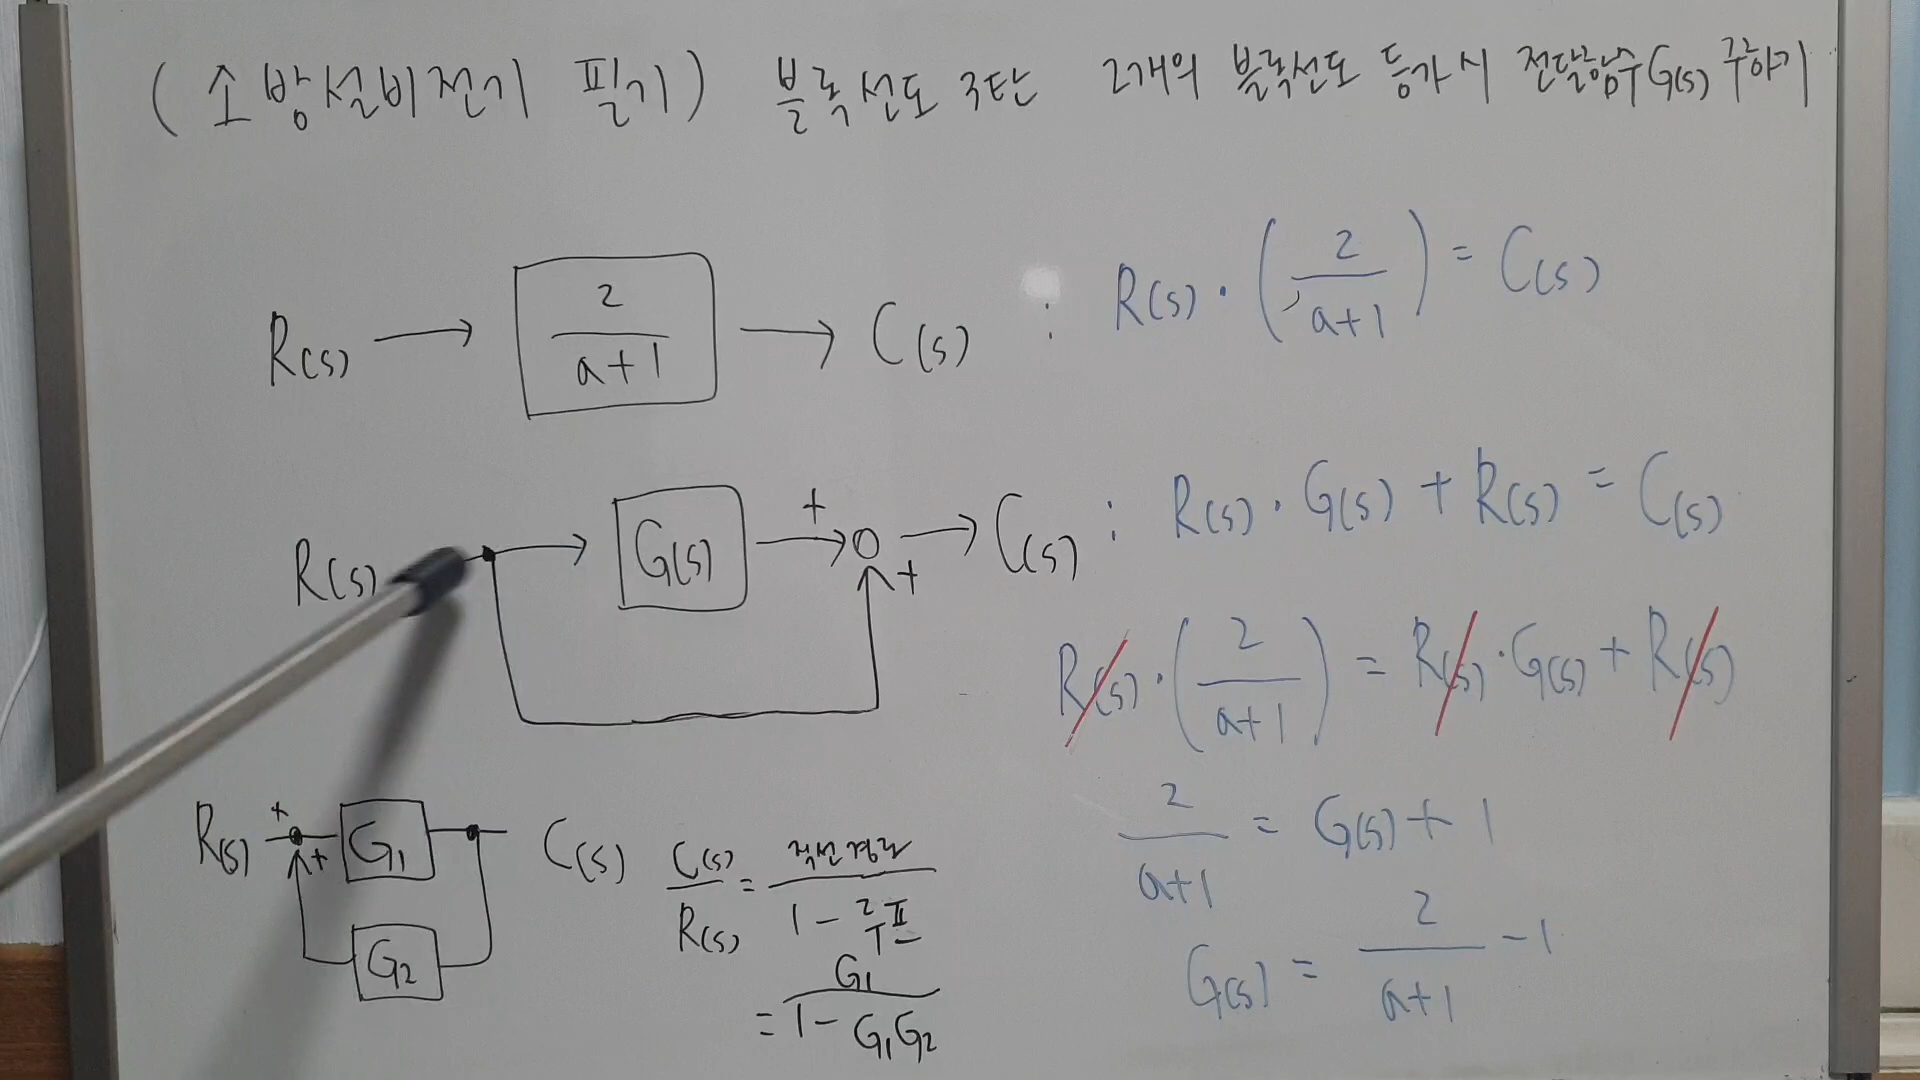 (소방설비전기 필기) 블록선도 3탄 2개의 블록선도 등가시 전달함수 G(s) 구하기
R(s) → 2/(a+1) → C(s) : R(s)·(2/(a+1)) = C(s)
R(s) → G(s) + → C(s) : R(s)·G(s) + R(s) = C(s)
+
R(s)·(2/(a+1)) = R(s)·G(s) + R(s)
2/(a+1) = G(s) + 1
G(s) = 2/(a+1) - 1
R(s) + G1 C(s)
+
G2
C(s)/R(s) = 직선경로/(1 - 루프)
= G1/(1 - G1G2)